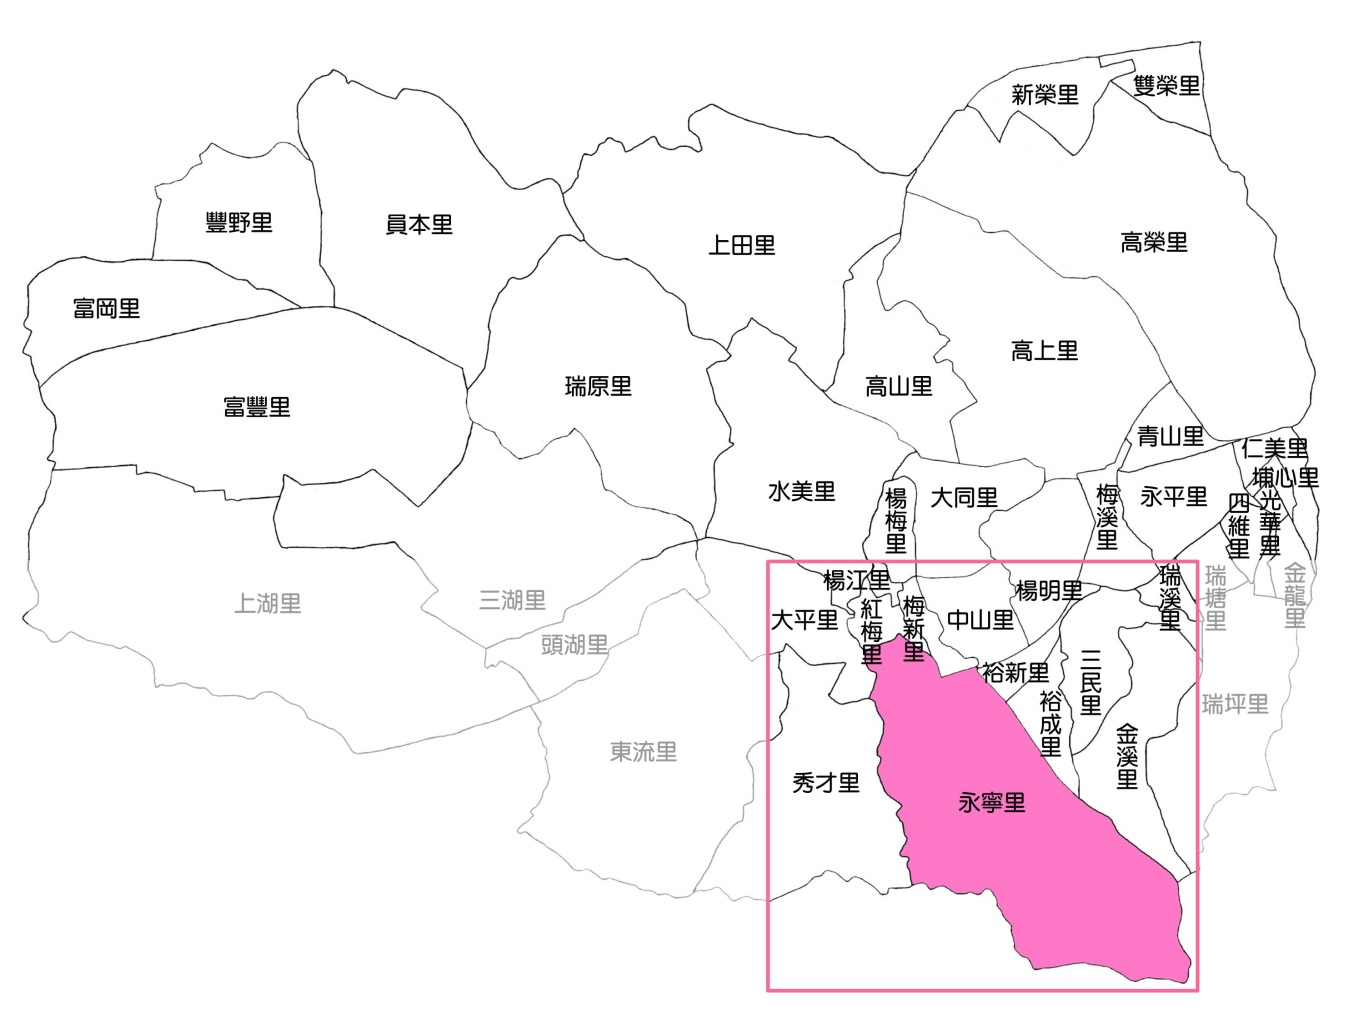 雙榮里
新榮里
豐野里
員本里
上田里
高榮里
富岡里
高上里
瑞原里
高山里
富豐里
青山里
仁美里
埔心里
水美里
楊梅里
大同里
梅溪里
永平里
四維里
光華里
楊江里
楊明里
瑞溪里
瑞塘里
金龍里
上湖里
三湖里
大平里
紅梅里
梅新里
中山里
頭湖里
裕新里
三民里
瑞坪里
裕成里
東流里
金溪里
秀才里
永寧里